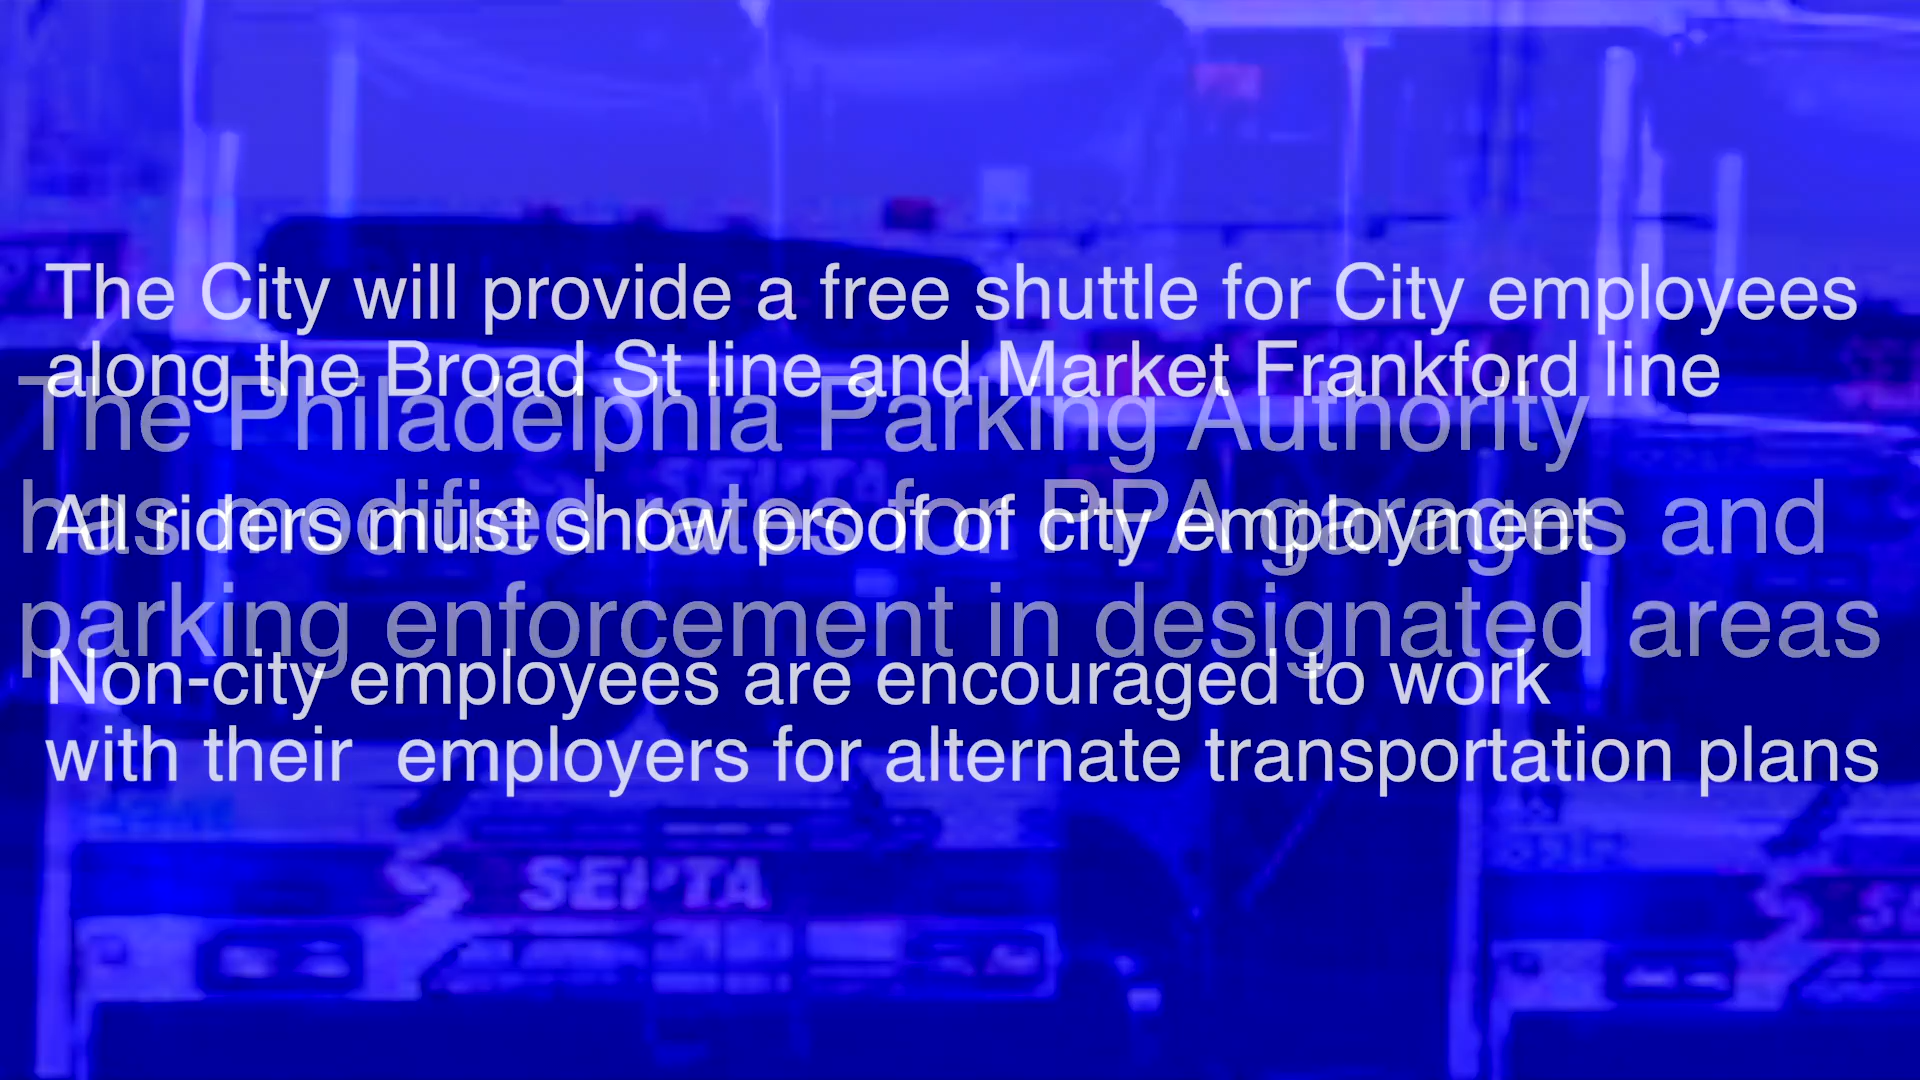 The City will provide a free shuttle for City employees
along the Broad St line and Market Frankford line
The Philadelphia Parking Authority
has modified rates for PPA garages and
All riders must show proof of city employment
parking enforcement in designated areas
Non-city employees are encouraged to work
with their  employers for alternate transportation plans
SEPTA
SEPTA